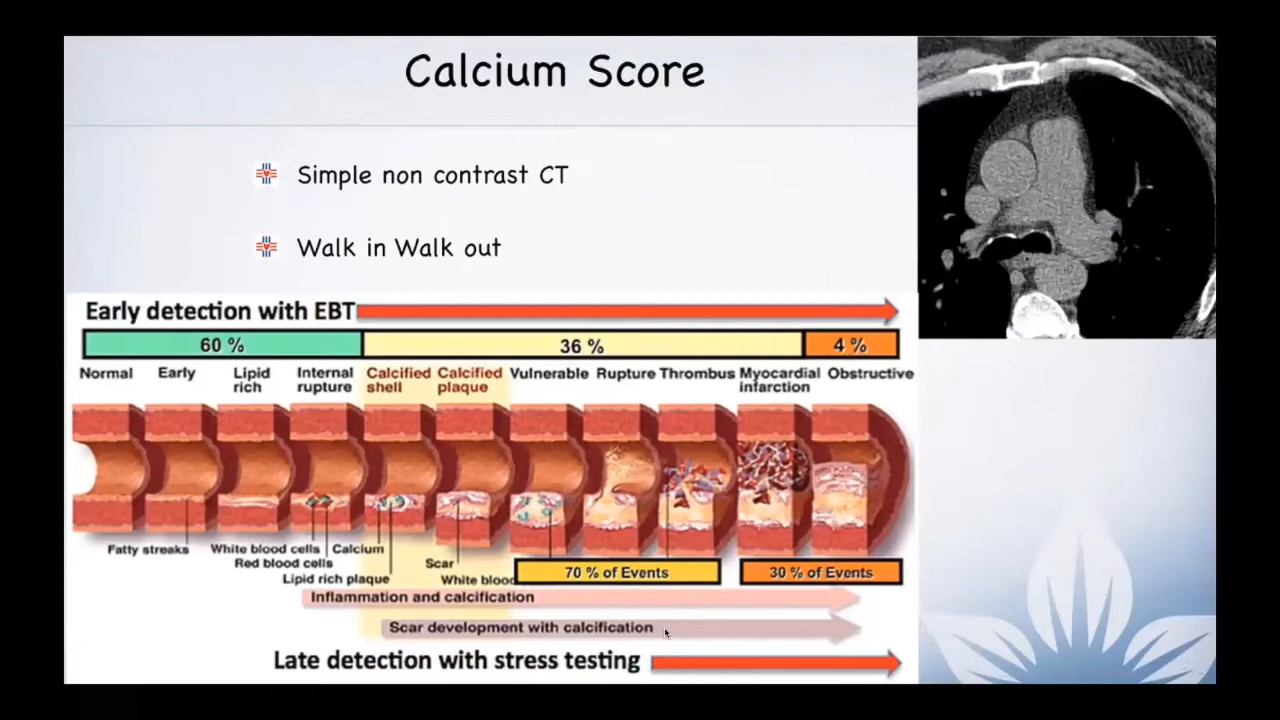 Calcium Score
Simple non contrast CT
Walk in Walk out
Early detection with EBT
60 %
36 %
4 %
Normal
Early
Lipid
rich
Internal
rupture
Calcified
shell
Calcified
plaque
Vulnerable
Rupture
Thrombus
Myocardial
infarction
Obstructive
Fatty streaks
White blood cells
Red blood cells
Calcium
Lipid rich plaque
Scar
White blood
70 % of Events
30 % of Events
Inflammation and calcification
Scar development with calcification
Late detection with stress testing